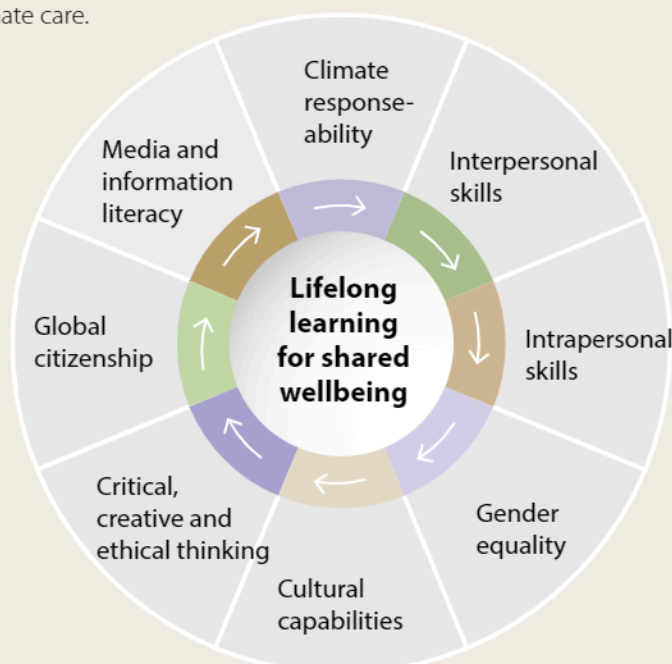 care.
Climate
response-
ability
Interpersonal
skills
Intrapersonal
skills
Gender
equality
Cultural
capabilities
Critical,
creative and
ethical thinking
Global
citizenship
Media and
information
literacy
Lifelong
learning
for shared
wellbeing